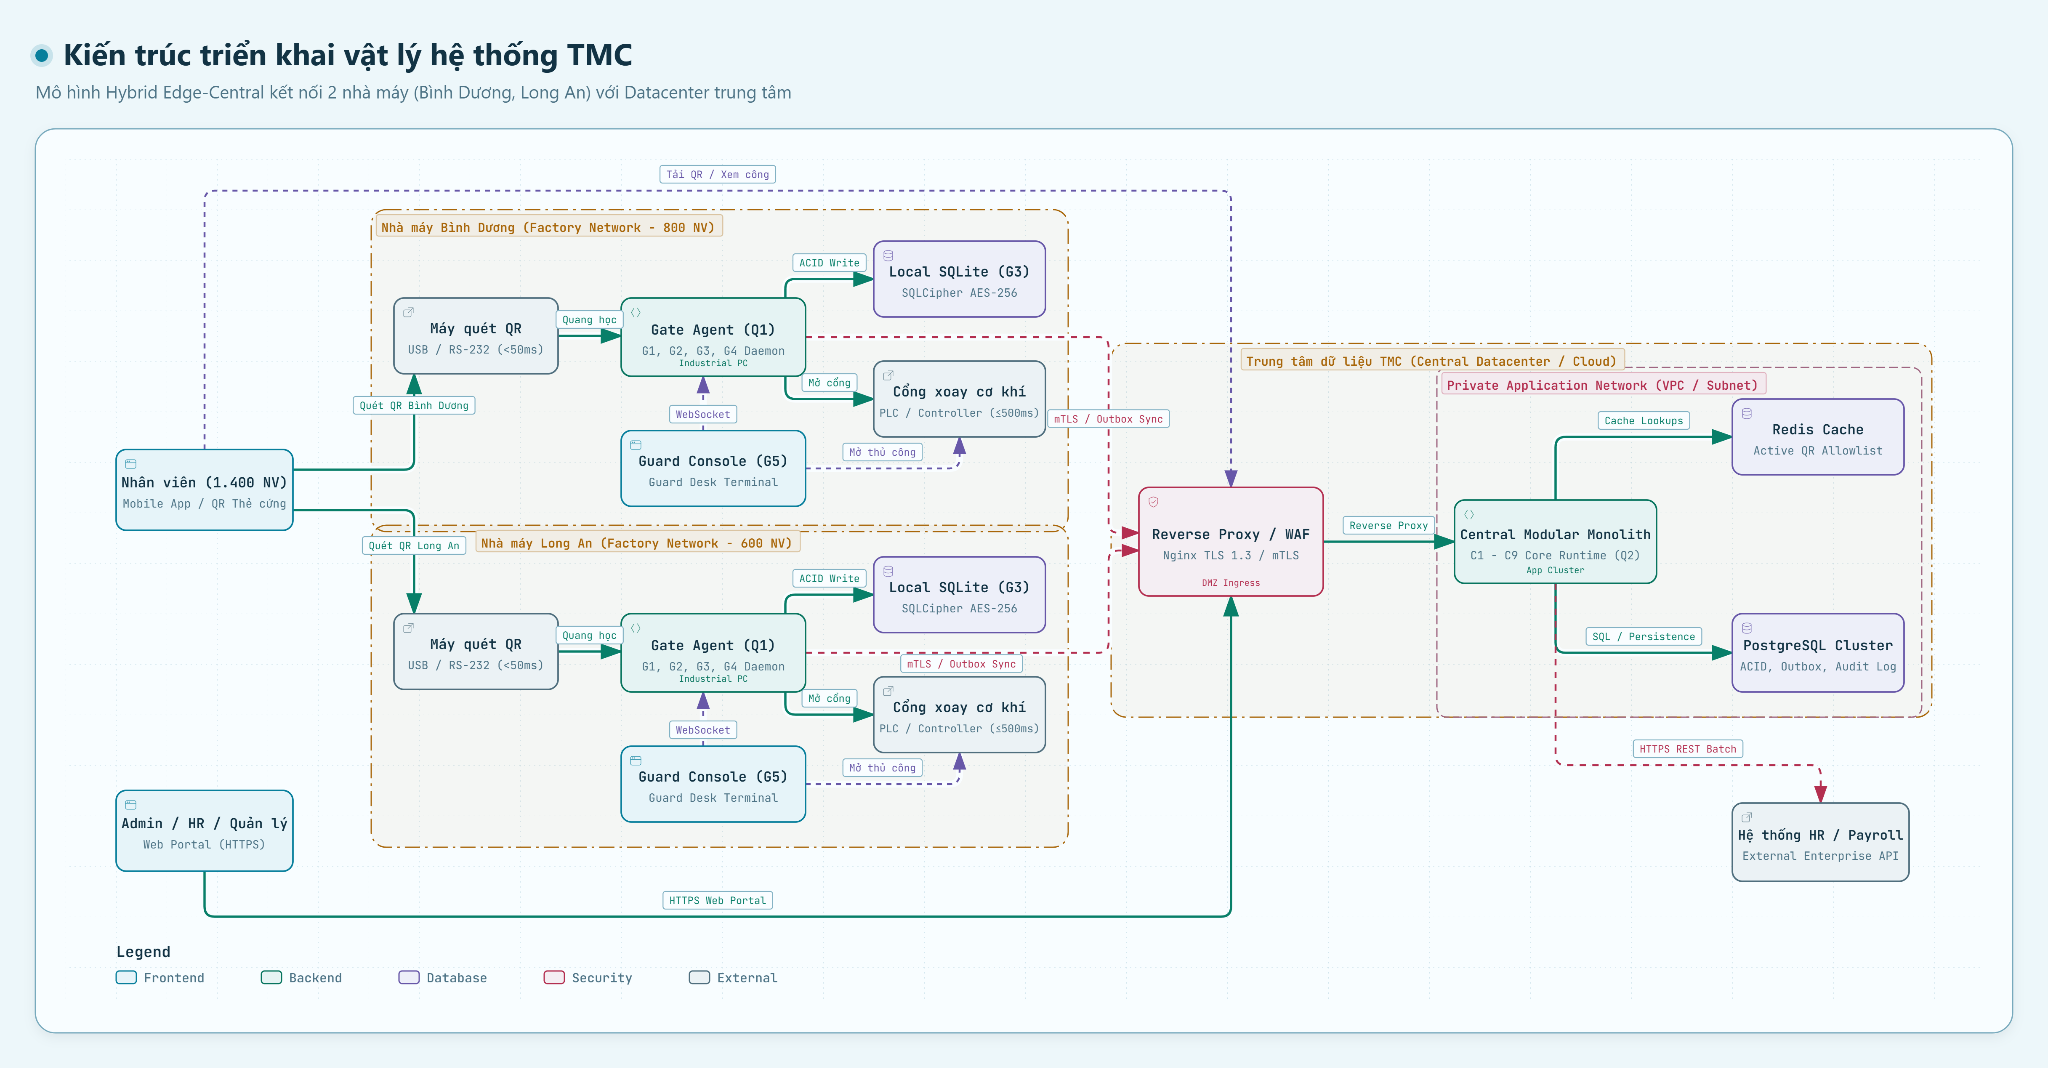 Kiến trúc triển khai vật lý hệ thống TMC
Mô hình Hybrid Edge-Central kết nối 2 nhà máy (Bình Dương, Long An) với Datacenter trung tâm
Tải QR / Xem công
Nhà máy Bình Dương (Factory Network - 800 NV)
Máy quét QR
USB / RS-232 (<50ms)
Quang học
Gate Agent (Q1)
G1, G2, G3, G4 Daemon
Industrial PC
ACID Write
Local SQLite (G3)
SQLCipher AES-256
Mở cổng
Cổng xoay cơ khí
PLC / Controller (≤500ms)
WebSocket
Guard Console (G5)
Guard Desk Terminal
Mở thủ công
Quét QR Bình Dương
mTLS / Outbox Sync
Nhân viên (1.400 NV)
Mobile App / QR Thẻ cứng
Quét QR Long An
Nhà máy Long An (Factory Network - 600 NV)
Máy quét QR
USB / RS-232 (<50ms)
Quang học
Gate Agent (Q1)
G1, G2, G3, G4 Daemon
Industrial PC
ACID Write
Local SQLite (G3)
SQLCipher AES-256
mTLS / Outbox Sync
Mở cổng
Cổng xoay cơ khí
PLC / Controller (≤500ms)
WebSocket
Guard Console (G5)
Guard Desk Terminal
Mở thủ công
Trung tâm dữ liệu TMC (Central Datacenter / Cloud)
Private Application Network (VPC / Subnet)
Reverse Proxy / WAF
Nginx TLS 1.3 / mTLS
DMZ Ingress
Reverse Proxy
Central Modular Monolith
C1 - C9 Core Runtime (Q2)
App Cluster
Cache Lookups
Redis Cache
Active QR Allowlist
SQL / Persistence
PostgreSQL Cluster
ACID, Outbox, Audit Log
HTTPS REST Batch
Hệ thống HR / Payroll
External Enterprise API
Admin / HR / Quản lý
Web Portal (HTTPS)
HTTPS Web Portal
Legend
Frontend
Backend
Database
Security
External